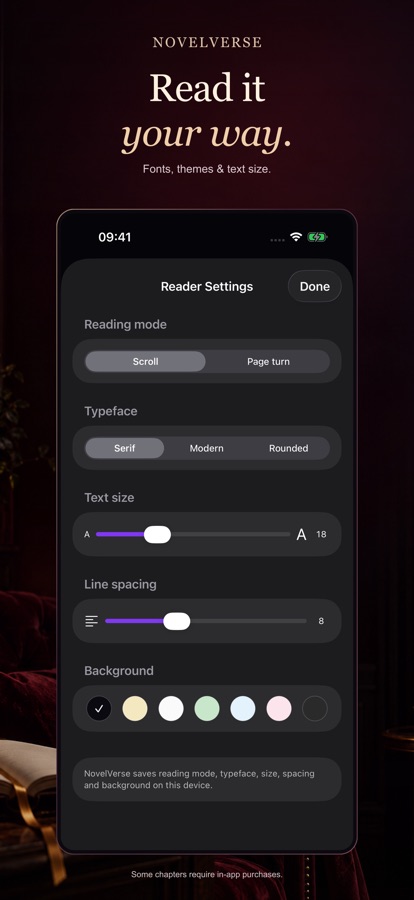 NOVELVERSE
Read it
your way.
Fonts, themes & text size.
09:41
Reader Settings
Done
Reading mode
Scroll
Page turn
Typeface
Serif
Modern
Rounded
Text size
A
A
18
Line spacing
8
Background
NovelVerse saves reading mode, typeface, size, spacing
and background on this device.
Some chapters require in-app purchases.